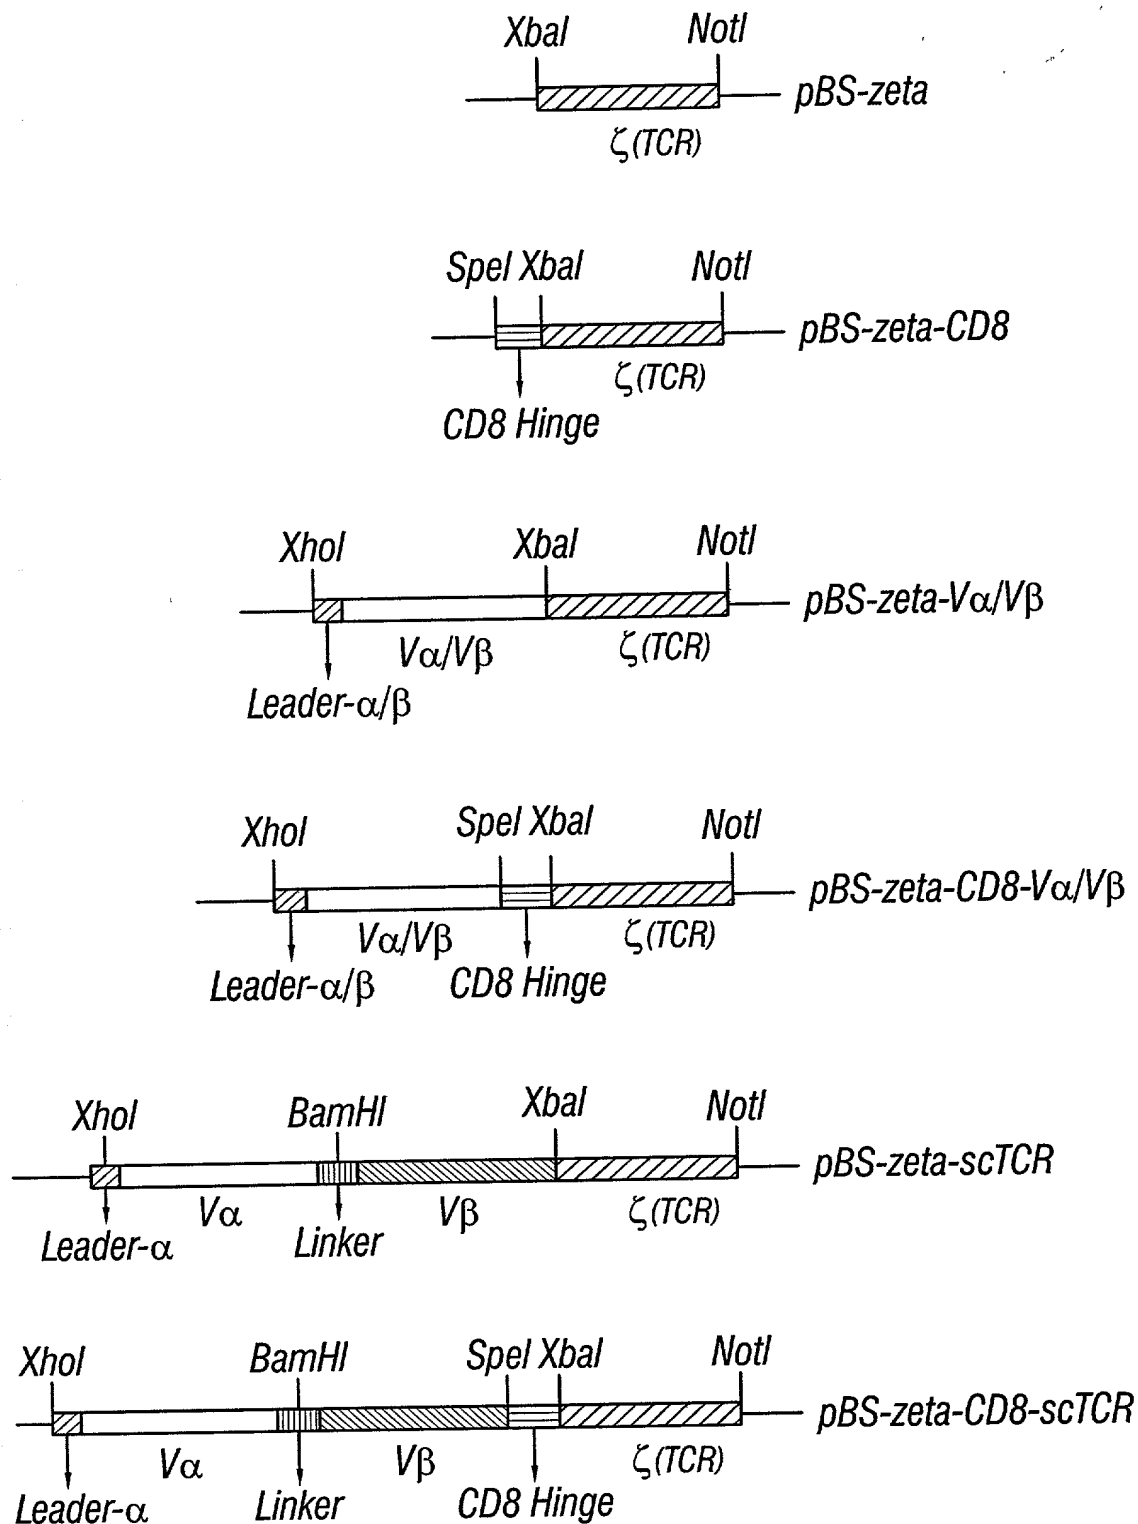 XbaI NotI
pBS-zeta
ζ(TCR)
SpeI XbaI NotI
pBS-zeta-CD8
ζ(TCR)
CD8 Hinge
XhoI XbaI NotI
pBS-zeta-Vα/Vβ
Vα/Vβ ζ(TCR)
Leader-α/β
XhoI SpeI XbaI NotI
pBS-zeta-CD8-Vα/Vβ
Vα/Vβ ζ(TCR)
Leader-α/β CD8 Hinge
XhoI BamHI XbaI NotI
pBS-zeta-scTCR
Vα Vβ ζ(TCR)
Leader-α Linker
XhoI BamHI SpeI XbaI NotI
pBS-zeta-CD8-scTCR
Vα Vβ ζ(TCR)
Leader-α Linker CD8 Hinge